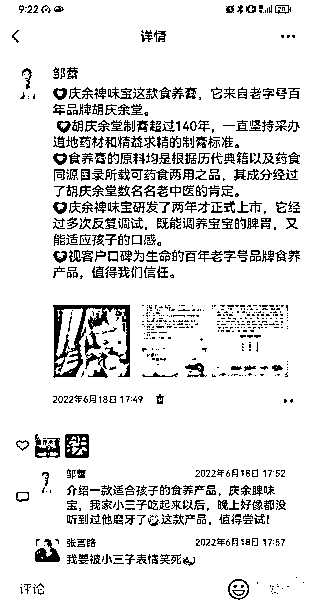 9:22
详情
邹蕾
庆余脾味宝这款食养膏，它来自老字号百
年品牌胡庆余堂。
胡庆余堂制膏超过140年，一直坚持采办
道地药材和精益求精的制膏标准。
食养膏的原料均是根据历代典籍以及药食
同源目录所载可药食两用之品，其成分经过
了胡庆余堂数名名老中医的肯定。
庆余脾味宝研发了两年才正式上市，它经
过多次反复调试，既能调养宝宝的脾胃，又
能适应孩子的口感。
视客户口碑为生命的百年老字号品牌食养
产品，值得我们信任。
2022年6月18日 17:49
邹蕾
2022年6月18日 17:52
介绍一款适合孩子的食养产品，庆余脾味
宝，我家小三子吃起来以后，晚上好像都没
听到过他磨牙了这款产品，值得尝试！
2022年6月18日 17:57
我要被小三子表情笑死
评论